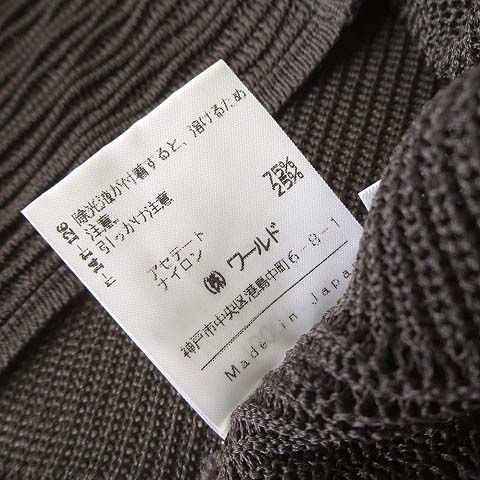 126
除光液が付着すると、溶けるため
注意。
引っかけ注意
アセテート 75%
ナイロン 25%
㈱ ワールド
神戸市中央区港島中町6-8-1
Made in Japan